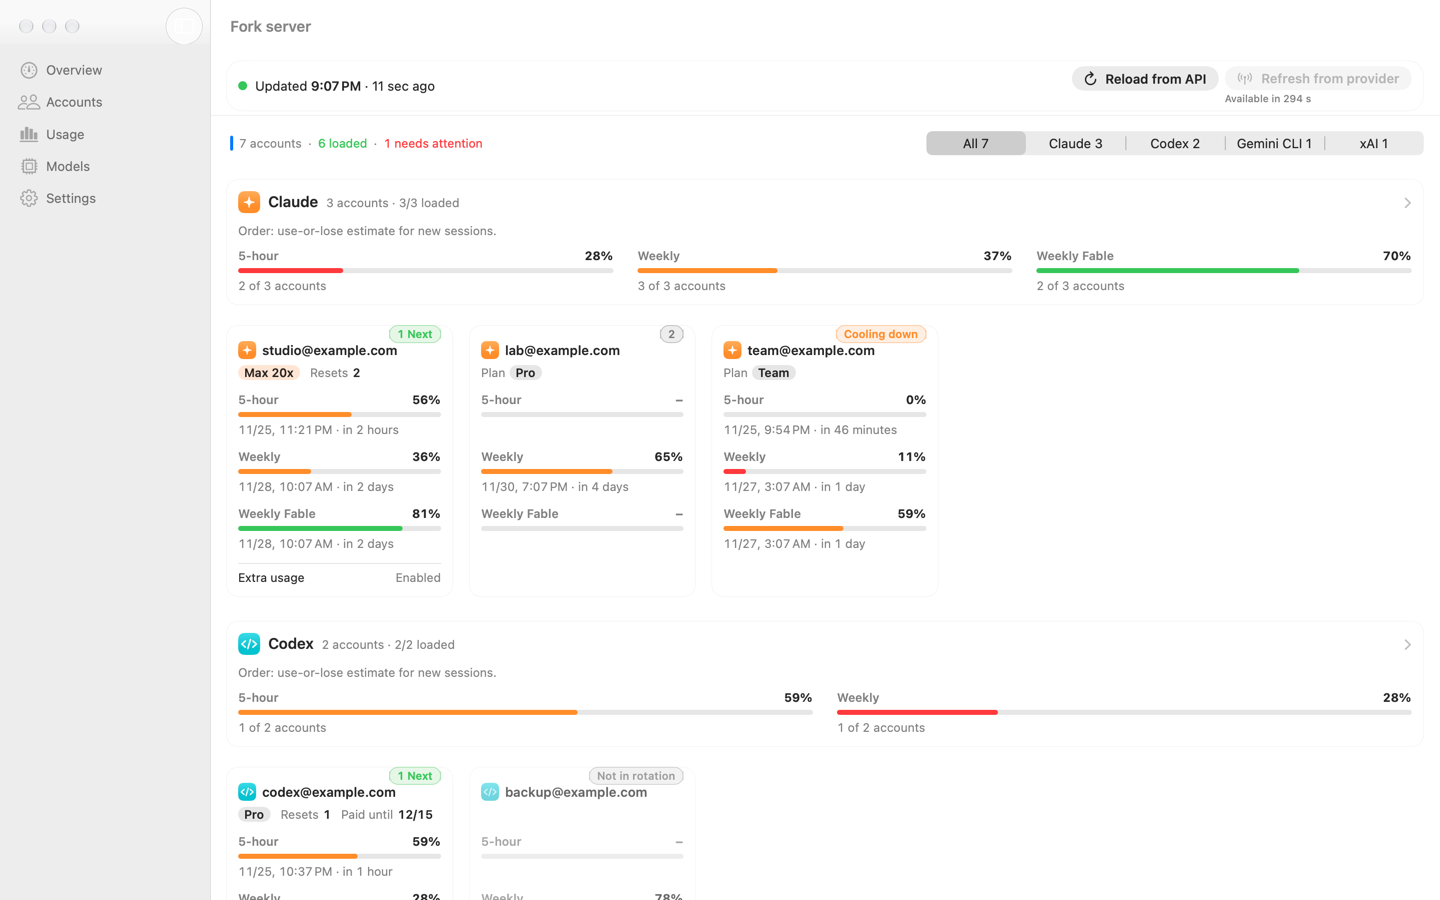 Fork server
Overview
Accounts
Usage
Models
Settings
Updated 9:07 PM · 11 sec ago
Reload from API
Refresh from provider
Available in 294 s
7 accounts · 6 loaded · 1 needs attention
All 7
Claude 3
Codex 2
Gemini CLI 1
xAI 1
Claude 3 accounts · 3/3 loaded
Order: use-or-lose estimate for new sessions.
5-hour 28%
2 of 3 accounts
Weekly 37%
3 of 3 accounts
Weekly Fable 70%
2 of 3 accounts
1 Next
studio@example.com
Max 20x Resets 2
5-hour 56%
11/25, 11:21 PM · in 2 hours
Weekly 36%
11/28, 10:07 AM · in 2 days
Weekly Fable 81%
11/28, 10:07 AM · in 2 days
Extra usage Enabled
2
lab@example.com
Plan Pro
5-hour –
Weekly 65%
11/30, 7:07 PM · in 4 days
Weekly Fable –
Cooling down
team@example.com
Plan Team
5-hour 0%
11/25, 9:54 PM · in 46 minutes
Weekly 11%
11/27, 3:07 AM · in 1 day
Weekly Fable 59%
11/27, 3:07 AM · in 1 day
Codex 2 accounts · 2/2 loaded
Order: use-or-lose estimate for new sessions.
5-hour 59%
1 of 2 accounts
Weekly 28%
1 of 2 accounts
1 Next
codex@example.com
Pro Resets 1 Paid until 12/15
5-hour 59%
11/25, 10:37 PM · in 1 hour
Weekly 28%
Not in rotation
backup@example.com
5-hour –
Weekly 78%